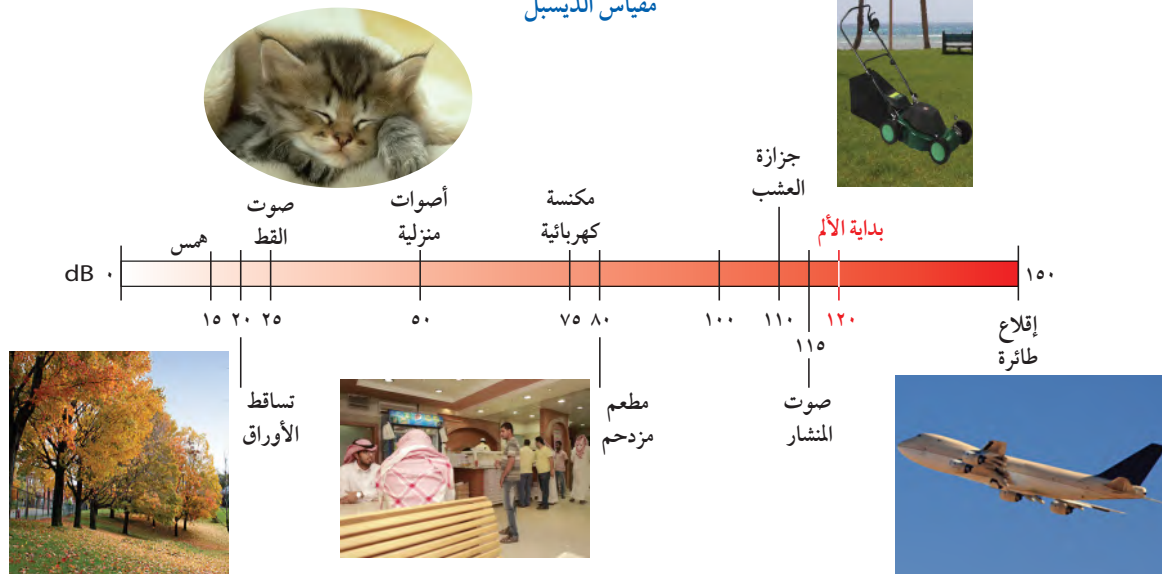 مقياس الديسبل
جزازة
العشب
همس
صوت
القط
أصوات
منزلية
مكنسة
كهربائية
بداية الألم
dB ٠
١٥٠
١٥ ٢٠ ٢٥ ٥٠ ٧٥ ٨٠ ١٠٠ ١١٠ ١٢٠
١١٥
إقلاع
طائرة
تساقط
الأوراق
مطعم
مزدحم
صوت
المنشار